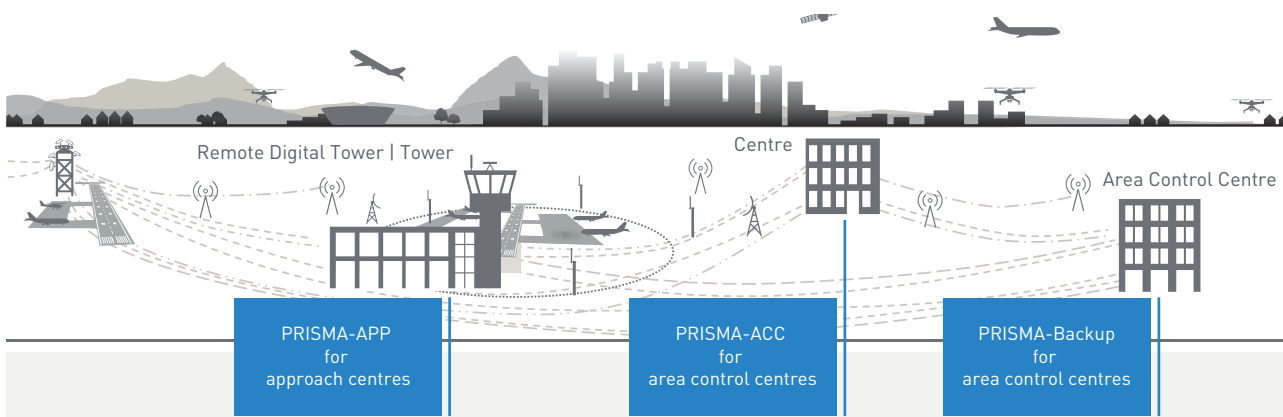 Remote Digital Tower | Tower
Centre
Area Control Centre
PRISMA-APP
for
approach centres
PRISMA-ACC
for
area control centres
PRISMA-Backup
for
area control centres